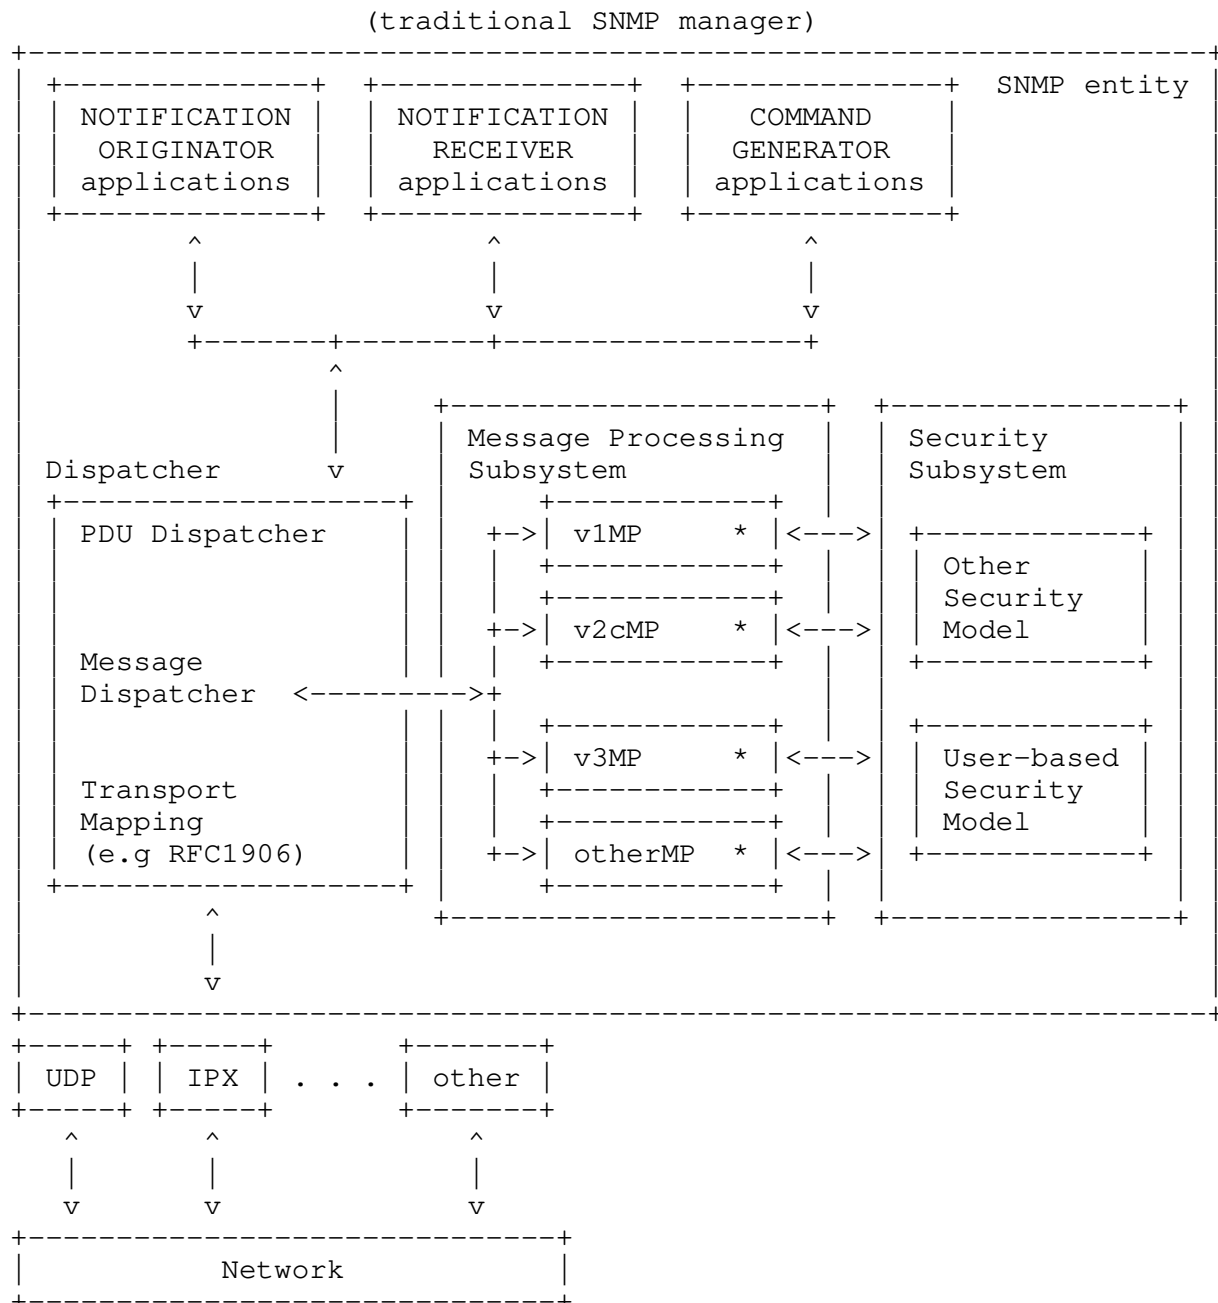 (traditional SNMP manager)
SNMP entity
NOTIFICATION
ORIGINATOR
applications
NOTIFICATION
RECEIVER
applications
COMMAND
GENERATOR
applications
Dispatcher
PDU Dispatcher
Message
Dispatcher
Transport
Mapping
(e.g RFC1906)
Message Processing
Subsystem
v1MP *
v2cMP *
v3MP *
otherMP *
Security
Subsystem
Other
Security
Model
User-based
Security
Model
UDP
IPX
. . .
other
Network